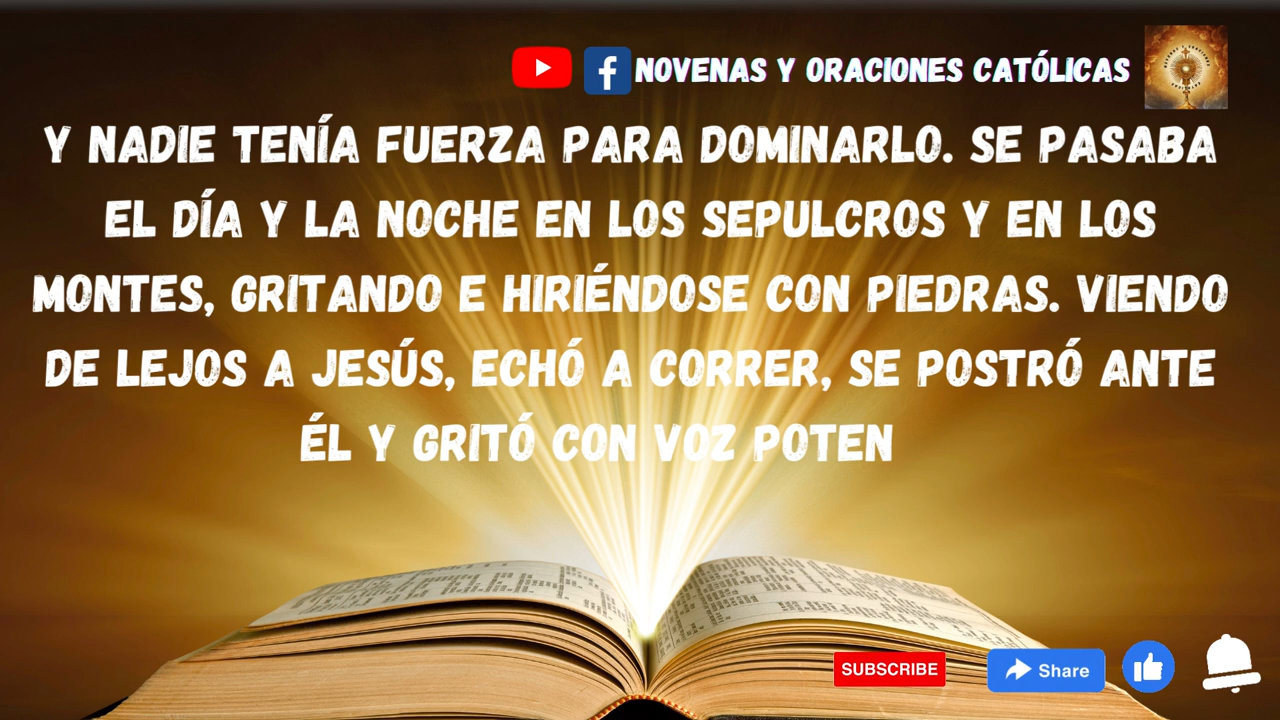 NOVENAS Y ORACIONES CATÓLICAS
Y NADIE TENÍA FUERZA PARA DOMINARLO. SE PASABA
EL DÍA Y LA NOCHE EN LOS SEPULCROS Y EN LOS
MONTES, GRITANDO E HIRIÉNDOSE CON PIEDRAS. VIENDO
DE LEJOS A JESÚS, ECHÓ A CORRER, SE POSTRÓ ANTE
ÉL Y GRITÓ CON VOZ POTEN
SUBSCRIBE
Share